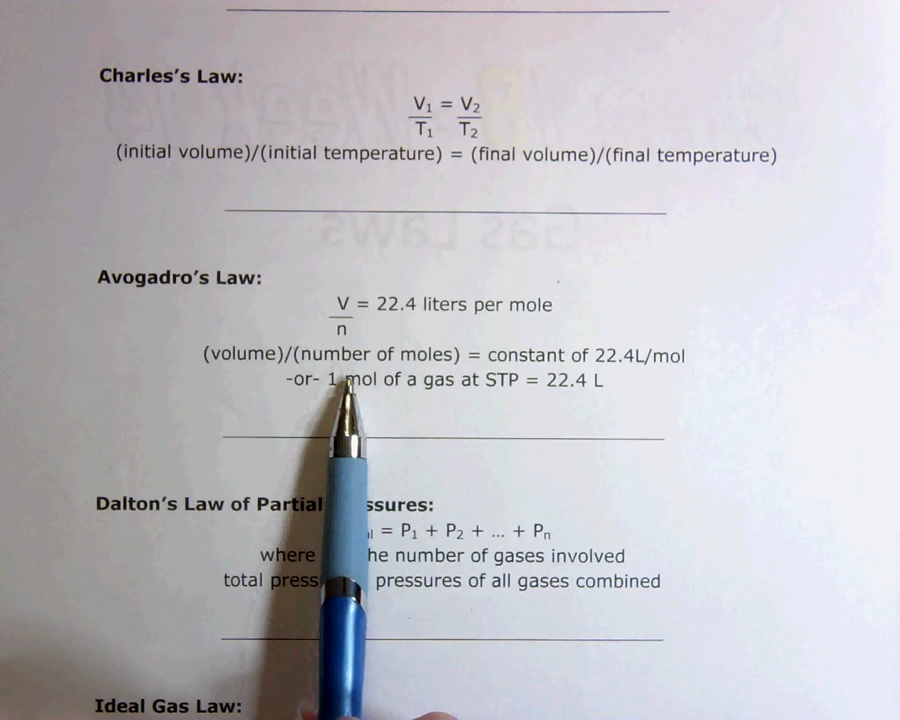 Charles's Law:
V₁ = V₂
T₁ T₂
(initial volume)/(initial temperature) = (final volume)/(final temperature)
Avogadro's Law:
V = 22.4 liters per mole
n
(volume)/(number of moles) = constant of 22.4L/mol
-or- 1 mol of a gas at STP = 22.4 L
Dalton's Law of Partial
= P₁ + P₂ + ... + Pₙ
where number of gases involved
total pressures of all gases combined
Ideal Gas Law:
Gas Laws